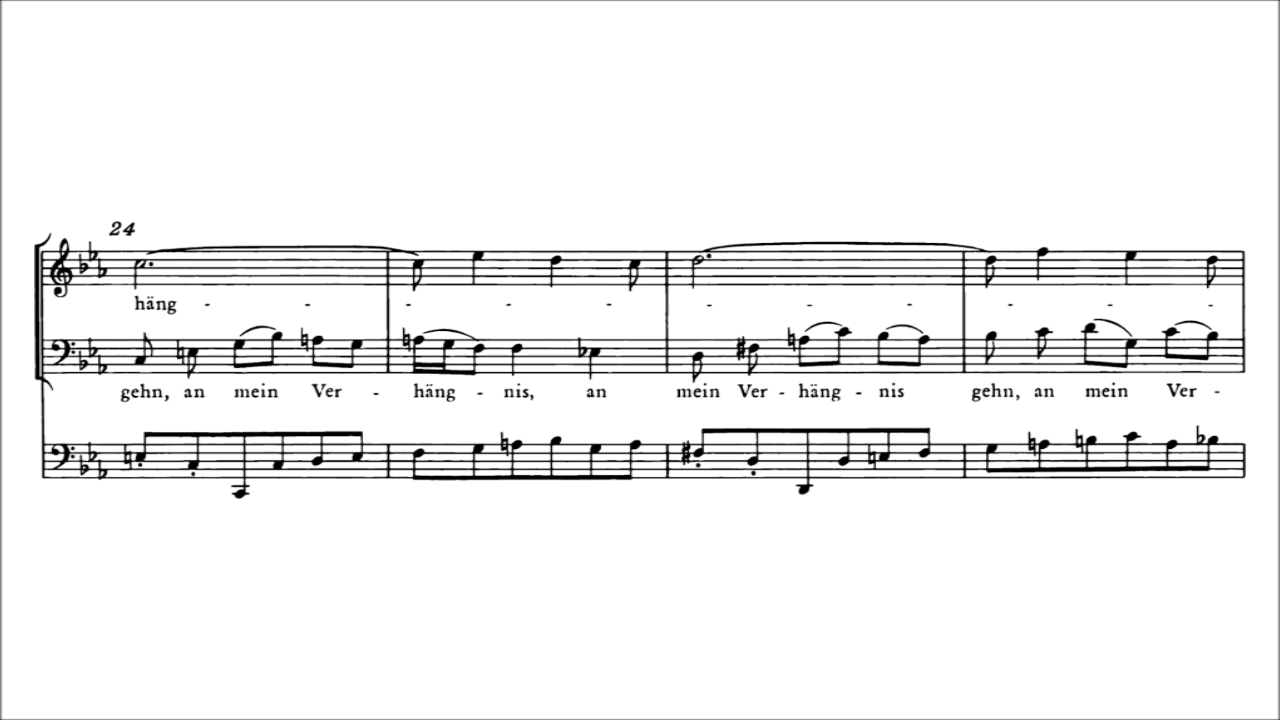 24
häng - - - - - - - - - - -
gehn, an mein Ver - häng - nis, an mein Ver - häng - nis gehn, an mein Ver -